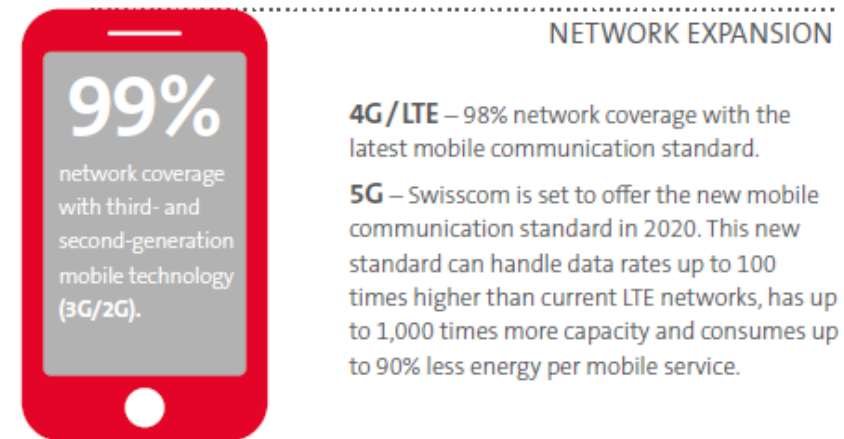 NETWORK EXPANSION
99%
network coverage
with third- and
second-generation
mobile technology
(3G/2G).
4G/LTE – 98% network coverage with the
latest mobile communication standard.
5G – Swisscom is set to offer the new mobile
communication standard in 2020. This new
standard can handle data rates up to 100
times higher than current LTE networks, has up
to 1,000 times more capacity and consumes up
to 90% less energy per mobile service.